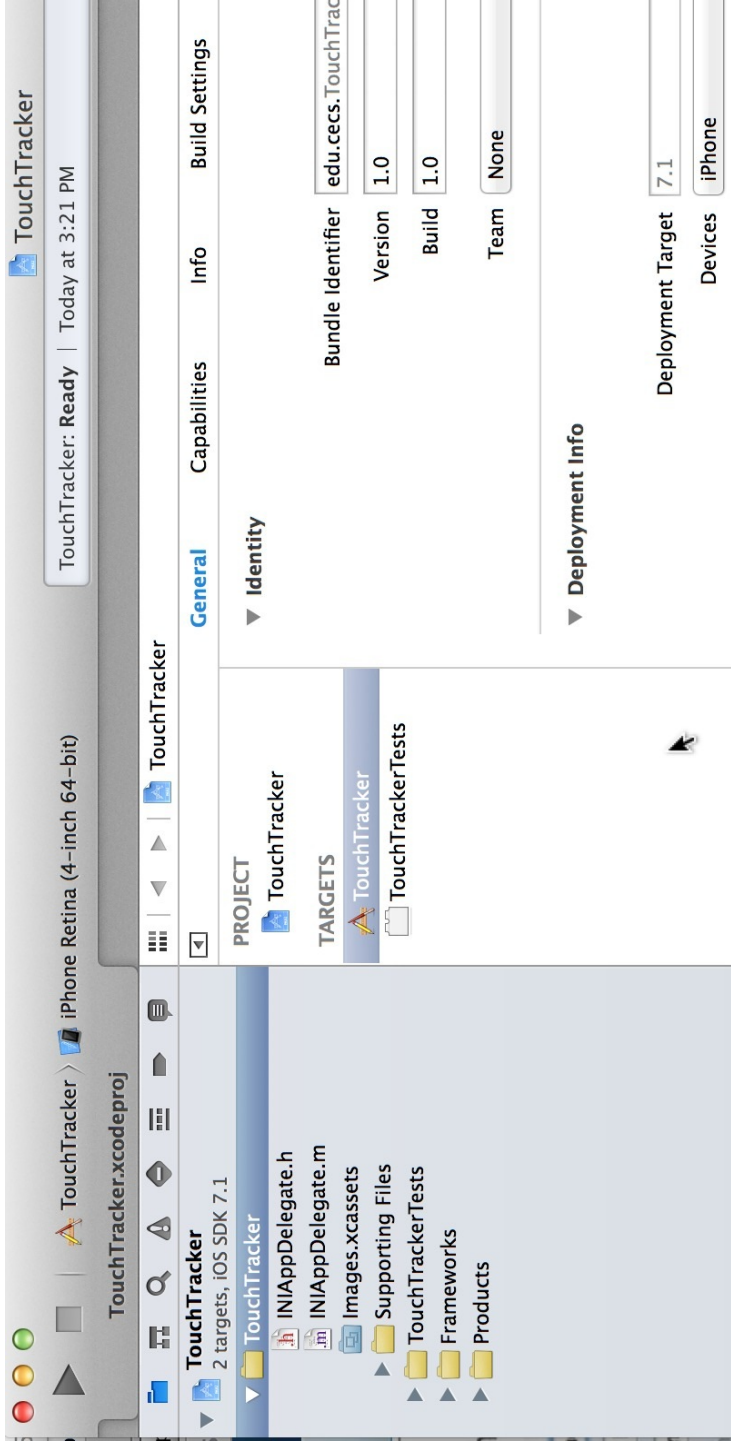 TouchTracker
TouchTracker iPhone Retina (4-inch 64-bit)
TouchTracker: Ready | Today at 3:21 PM
TouchTracker.xcodeproj
TouchTracker
2 targets, iOS SDK 7.1
TouchTracker
INIAppDelegate.h
INIAppDelegate.m
Images.xcassets
Supporting Files
TouchTrackerTests
Frameworks
Products
TouchTracker
General Capabilities Info Build Settings
PROJECT
TouchTracker
TARGETS
TouchTracker
TouchTrackerTests
Identity
Bundle Identifier edu.cecs.TouchTrac
Version 1.0
Build 1.0
Team None
Deployment Info
Deployment Target 7.1
Devices iPhone